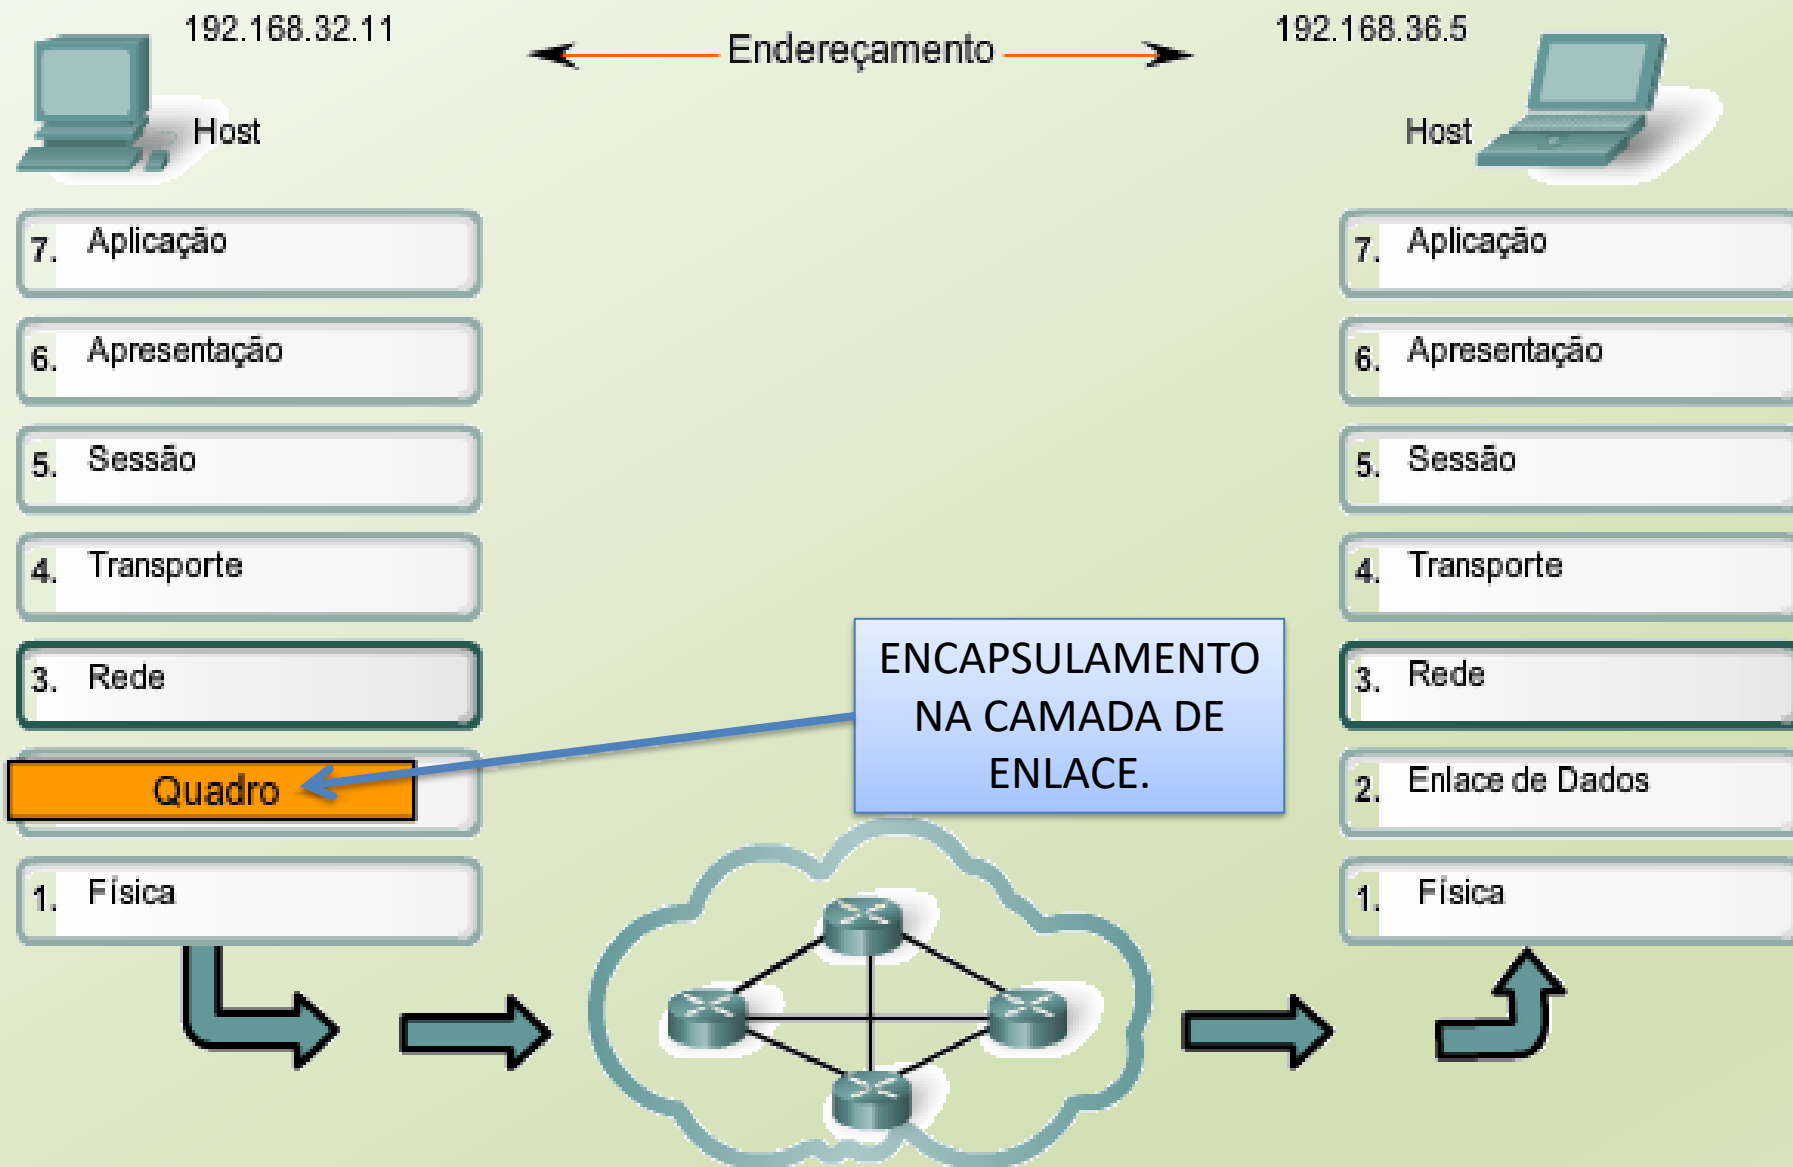 192.168.32.11
Endereçamento
192.168.36.5
Host
Host
7. Aplicação
6. Apresentação
5. Sessão
4. Transporte
3. Rede
Quadro
1. Física
ENCAPSULAMENTO
NA CAMADA DE
ENLACE.
7. Aplicação
6. Apresentação
5. Sessão
4. Transporte
3. Rede
2. Enlace de Dados
1. Física